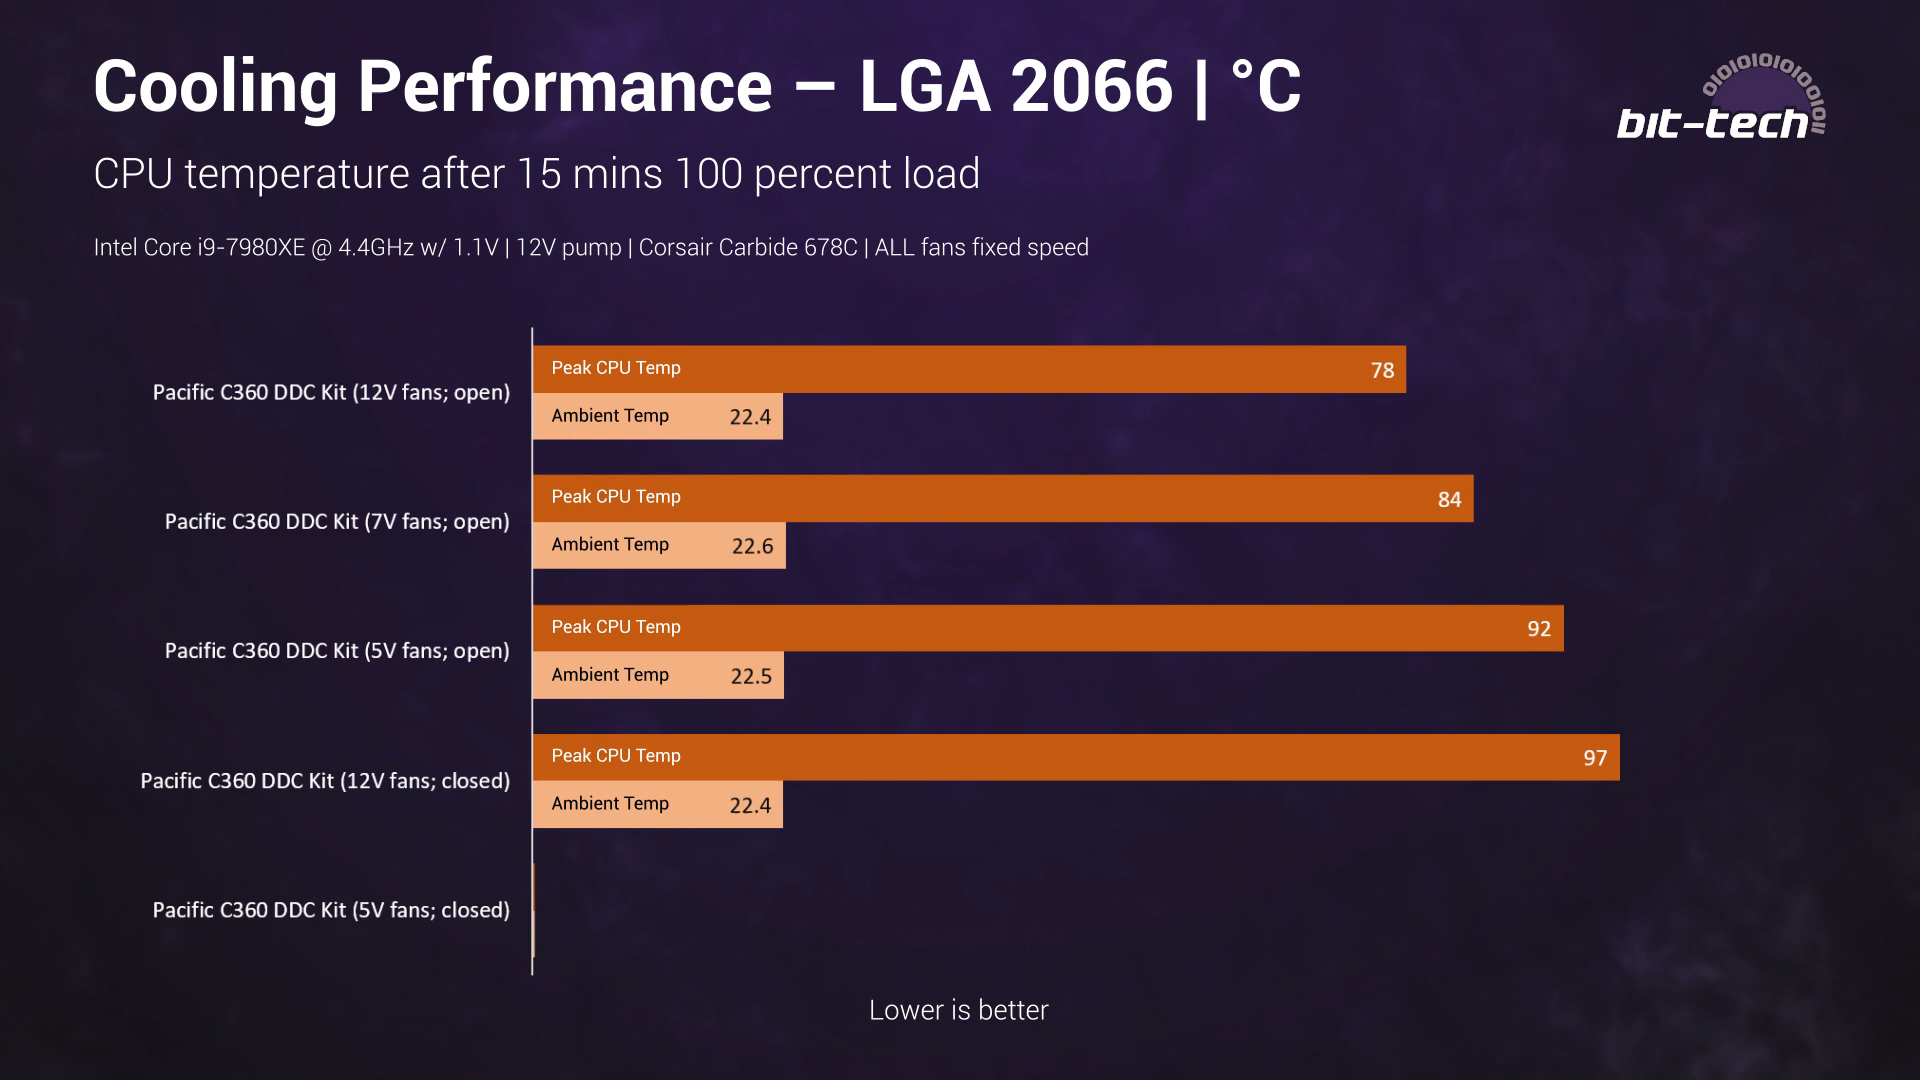 Cooling Performance – LGA 2066 | °C
bit-tech
CPU temperature after 15 mins 100 percent load
Intel Core i9-7980XE @ 4.4GHz w/ 1.1V | 12V pump | Corsair Carbide 678C | ALL fans fixed speed
Pacific C360 DDC Kit (12V fans; open)
Peak CPU Temp 78
Ambient Temp 22.4
Pacific C360 DDC Kit (7V fans; open)
Peak CPU Temp 84
Ambient Temp 22.6
Pacific C360 DDC Kit (5V fans; open)
Peak CPU Temp 92
Ambient Temp 22.5
Pacific C360 DDC Kit (12V fans; closed)
Peak CPU Temp 97
Ambient Temp 22.4
Pacific C360 DDC Kit (5V fans; closed)
Lower is better